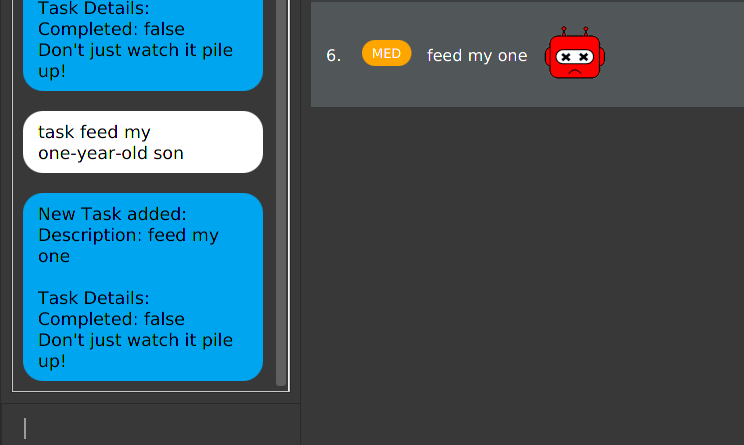 Task Details:
Completed: false
Don't just watch it pile
up!
task feed my
one-year-old son
New Task added:
Description: feed my
one
Task Details:
Completed: false
Don't just watch it pile
up!
6. MED feed my one